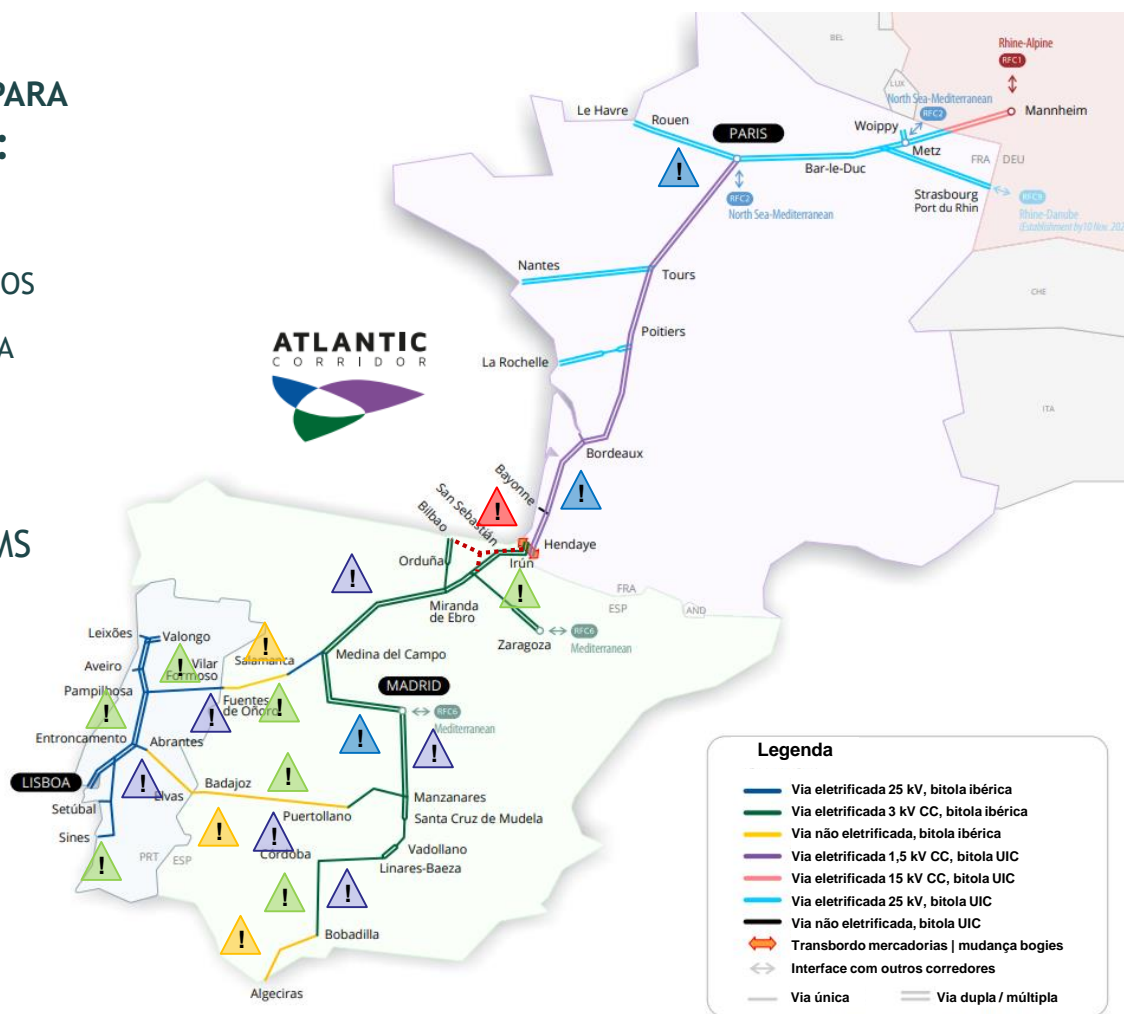 PARA
:
OS
A
MS
ATLANTIC
CORRIDOR
BEL
LUX
Rhine-Alpine
RFC1
North Sea-Mediterranean
RFC2
Mannheim
Le Havre
Rouen
PARIS
Woippy
Metz
Bar-le-Duc
FRA
DEU
Strasbourg
Port du Rhin
RFC9
Rhine-Danube
RFC2
North Sea-Mediterranean
!
Nantes
Tours
CHE
Poitiers
La Rochelle
ITA
Bordeaux
Bayonne
!
San Sebastián
!
Bilbao
Hendaye
Orduña
Irún
!
!
FRA
ESP
AND
Miranda
de Ebro
Zaragoza
RFC6
Mediterranean
Leixões
Valongo
!
Salamanca
Medina del Campo
Aveiro
!
Vilar
Formoso
MADRID
Pampilhosa
!
Fuentes
de Oñoro
!
!
RFC6
Mediterranean
Entroncamento
Abrantes
!
!
!
LISBOA
!
Elvas
Badajoz
!
Manzanares
Setúbal
Puertollano
Santa Cruz de Mudela
Sines
!
!
Córdoba
Vadollano
PRT
ESP
Linares-Baeza
!
!
!
!
Bobadilla
Algeciras
Legenda
Via eletrificada 25 kV, bitola ibérica
Via eletrificada 3 kV CC, bitola ibérica
Via não eletrificada, bitola ibérica
Via eletrificada 1,5 kV CC, bitola UIC
Via eletrificada 15 kV CC, bitola UIC
Via eletrificada 25 kV, bitola UIC
Via não eletrificada, bitola UIC
Transbordo mercadorias | mudança bogies
Interface com outros corredores
Via única
Via dupla / múltipla